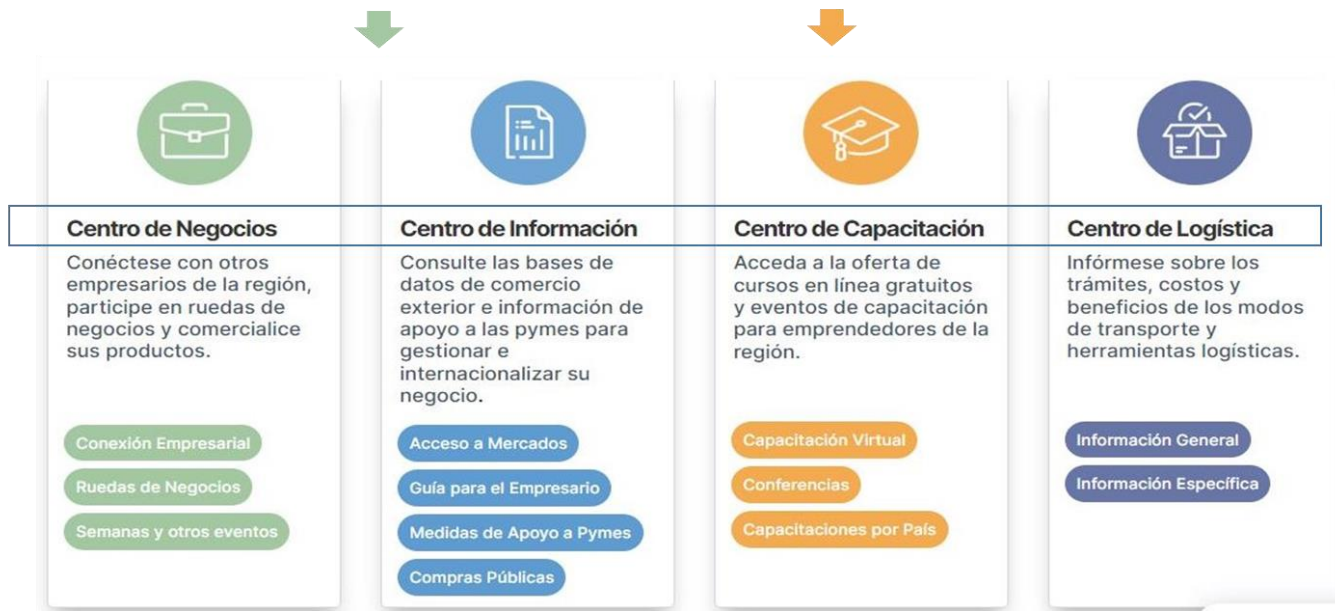 Centro de Negocios
Conéctese con otros
empresarios de la región,
participe en ruedas de
negocios y comercialice
sus productos.
Conexión Empresarial
Ruedas de Negocios
Semanas y otros eventos
Centro de Información
Consulte las bases de
datos de comercio
exterior e información de
apoyo a las pymes para
gestionar e
internacionalizar su
negocio.
Acceso a Mercados
Guía para el Empresario
Medidas de Apoyo a Pymes
Compras Públicas
Centro de Capacitación
Acceda a la oferta de
cursos en línea gratuitos
y eventos de capacitación
para emprendedores de la
región.
Capacitación Virtual
Conferencias
Capacitaciones por País
Centro de Logística
Infórmese sobre los
trámites, costos y
beneficios de los modos
de transporte y
herramientas logísticas.
Información General
Información Específica